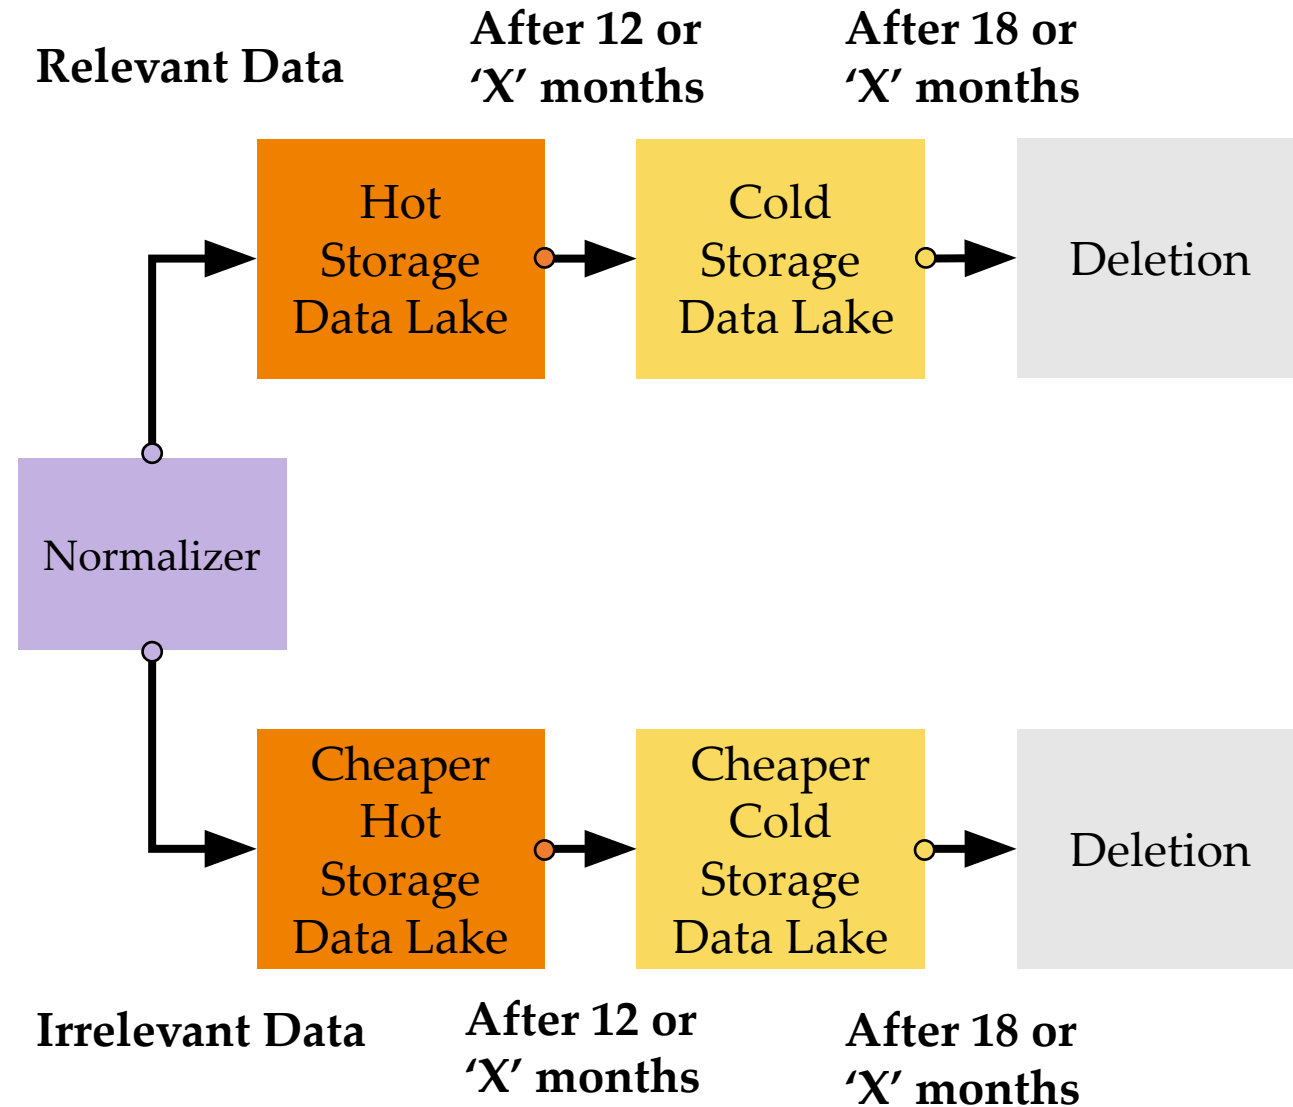 Relevant Data
After 12 or
‘X’ months
After 18 or
‘X’ months
Hot
Storage
Data Lake
Cold
Storage
Data Lake
Deletion
Normalizer
Cheaper
Hot
Storage
Data Lake
Cheaper
Cold
Storage
Data Lake
Deletion
Irrelevant Data
After 12 or
‘X’ months
After 18 or
‘X’ months